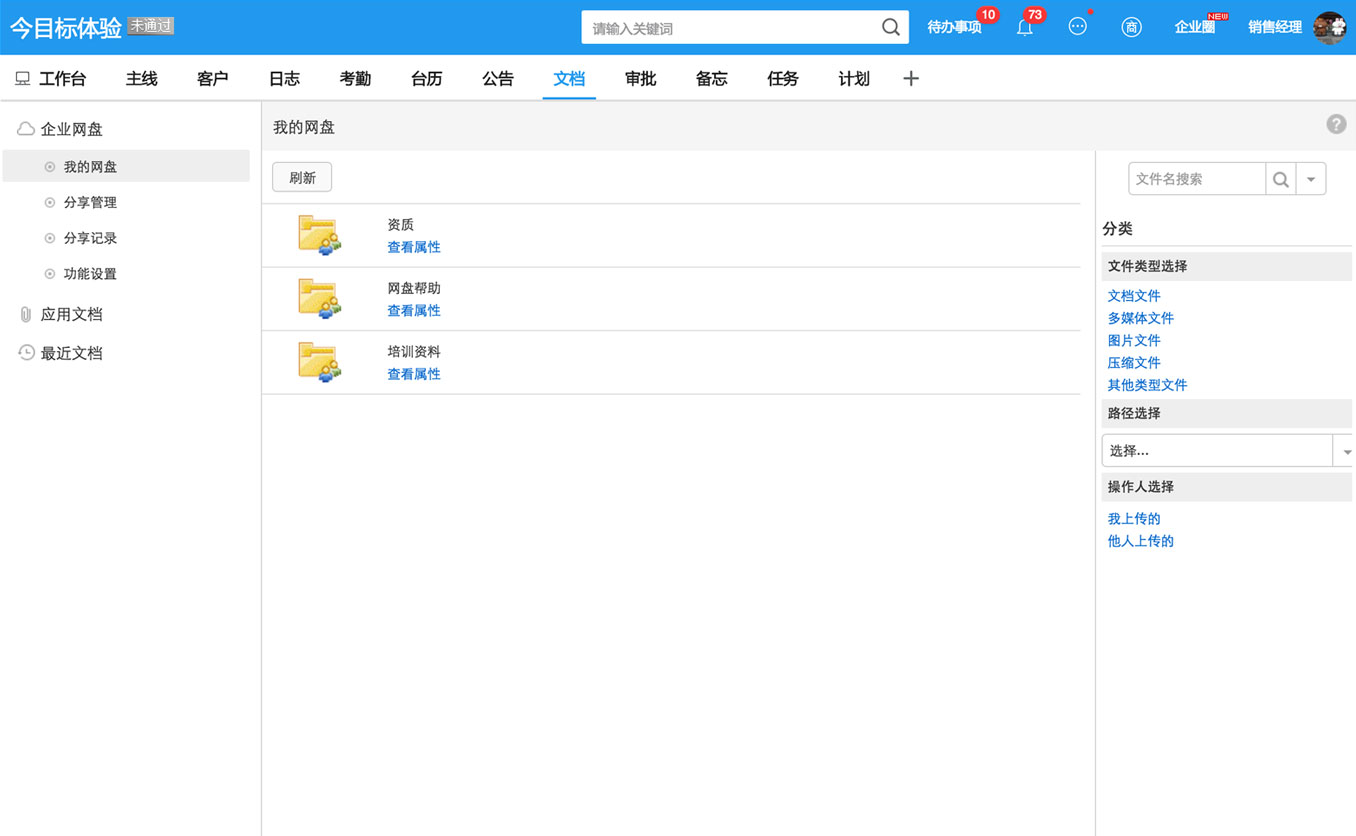 今目标体验 未通过
请输入关键词
待办事项 10
73
商
企业圈 NEW
销售经理
工作台 主线 客户 日志 考勤 台历 公告 文档 审批 备忘 任务 计划
企业网盘
我的网盘
分享管理
分享记录
功能设置
应用文档
最近文档
我的网盘
?
刷新
资质
查看属性
网盘帮助
查看属性
培训资料
查看属性
文件名搜索
分类
文件类型选择
文档文件
多媒体文件
图片文件
压缩文件
其他类型文件
路径选择
选择...
操作人选择
我上传的
他人上传的